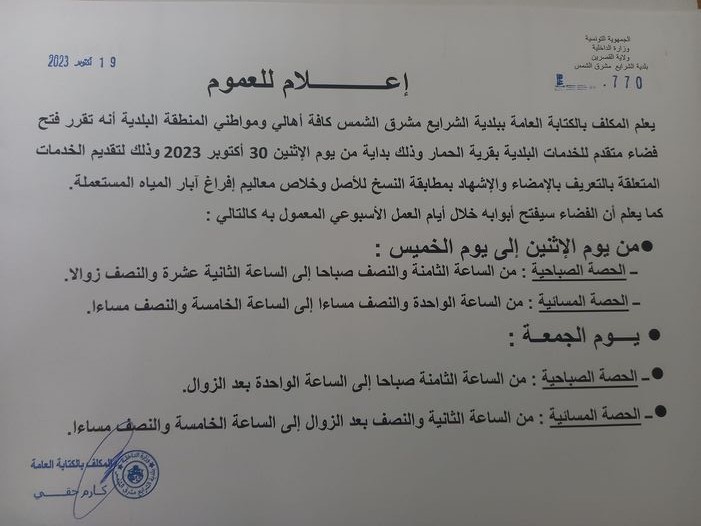 الجمهورية التونسية
وزارة الداخلية
ولاية القصرين
بلدية الشرايع مشرق الشمس
770
19 أكتوبر 2023
إعـــــلام للعموم
يعلم المكلف بالكتابة العامة ببلدية الشرايع مشرق الشمس كافة أهالي ومواطني المنطقة البلدية أنه تقرر فتح
فضاء متقدم للخدمات البلدية بقرية الحمار وذلك بداية من يوم الإثنين 30 أكتوبر 2023 وذلك لتقديم الخدمات
المتعلقة بالتعريف بالإمضاء والإشهاد بمطابقة النسخ للأصل وخلاص معاليم إفراغ آبار المياه المستعملة.
كما يعلم أن الفضاء سيفتح أبوابه خلال أيام العمل الأسبوعي المعمول به كالتالي :
●من يوم الإثنين إلى يوم الخميس :
ـ الحصة الصباحية : من الساعة الثامنة والنصف صباحا إلى الساعة الثانية عشرة والنصف زوالا.
ـ الحصة المسائية : من الساعة الواحدة والنصف مساءا إلى الساعة الخامسة والنصف مساءا.
● يـــوم الجمعـة :
●ـ الحصة الصباحية : من الساعة الثامنة صباحا إلى الساعة الواحدة بعد الزوال.
●ـ الحصة المسائية : من الساعة الثانية والنصف بعد الزوال إلى الساعة الخامسة والنصف مساءا.
المكلف بالكتابة العامة
كـارم حقـــي